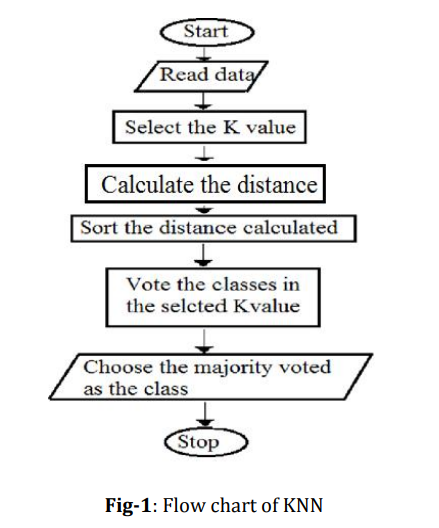 Start
Read data
Select the K value
Calculate the distance
Sort the distance calculated
Vote the classes in
the selcted Kvalue
Choose the majority voted
as the class
Stop
Fig-1: Flow chart of KNN